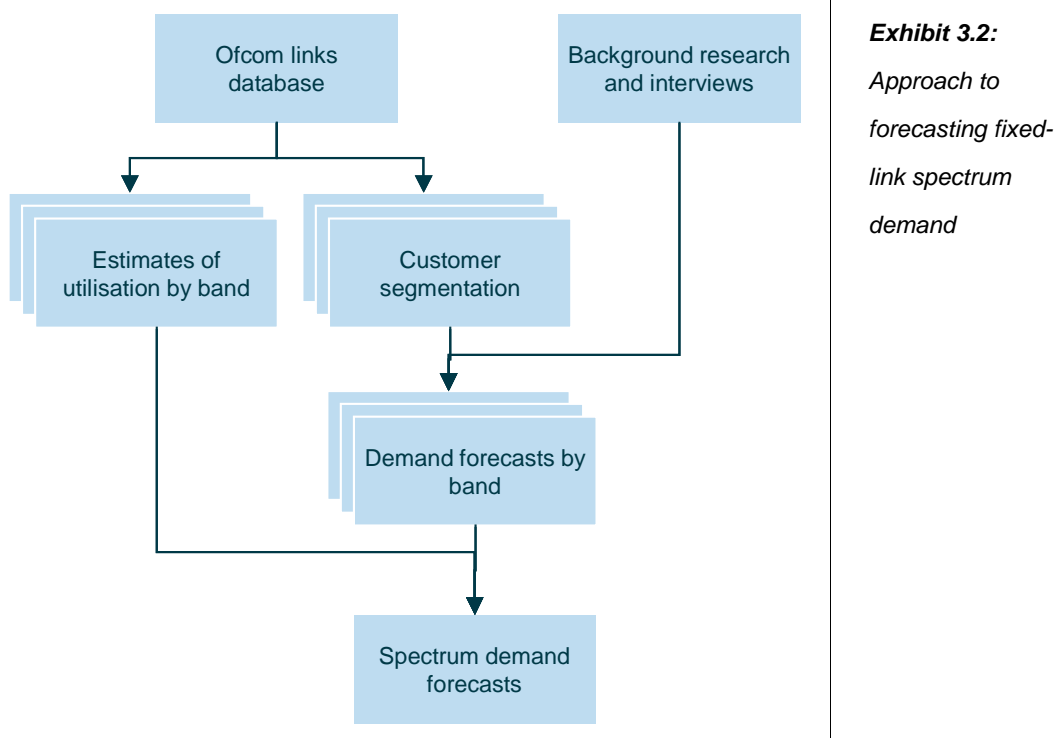 Ofcom links
database
Background research
and interviews
Estimates of
utilisation by band
Customer
segmentation
Demand forecasts by
band
Spectrum demand
forecasts
Exhibit 3.2:
Approach to
forecasting fixed-
link spectrum
demand